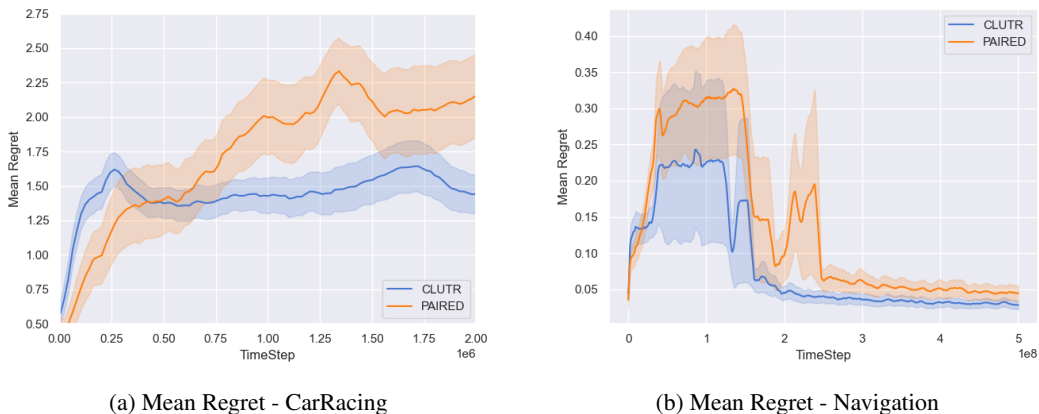 2.75
2.50
2.25
2.00
1.75
1.50
1.25
1.00
0.75
0.50
Mean Regret
0.00 0.25 0.50 0.75 1.00 1.25 1.50 1.75 2.00
TimeStep
1e6
CLUTR
PAIRED
(a) Mean Regret - CarRacing
0.40
0.35
0.30
0.25
0.20
0.15
0.10
0.05
Mean Regret
0 1 2 3 4 5
TimeStep
1e8
CLUTR
PAIRED
(b) Mean Regret - Navigation